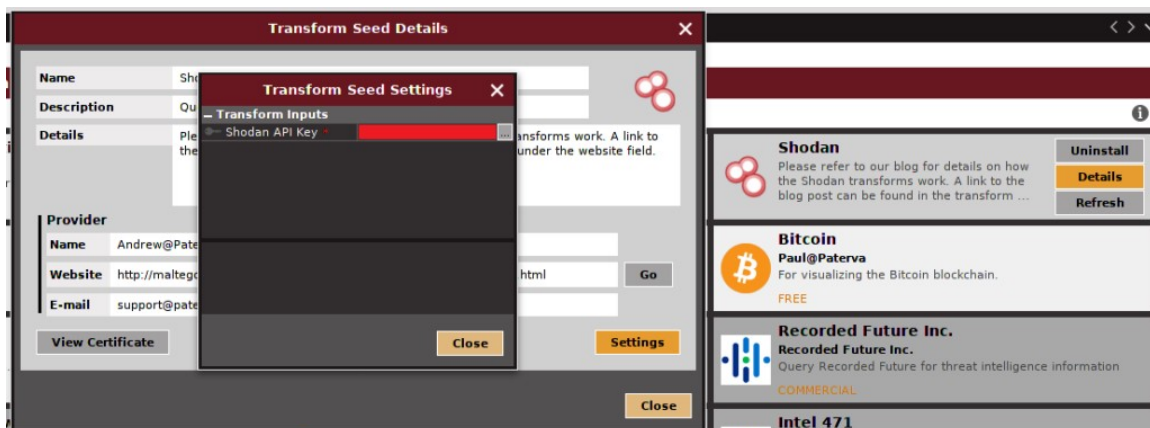 Transform Seed Details
Name
Sho
Description
Qu
Details
Ple
ansforms work. A link to
the
under the website field.
Transform Seed Settings
Transform Inputs
Shodan API Key
...
Provider
Name
Andrew@Pate
Website
http://maltego
html
Go
E-mail
support@pate
View Certificate
Close
Settings
Close
Shodan
Please refer to our blog for details on how
the Shodan transforms work. A link to the
blog post can be found in the transform ...
Uninstall
Details
Refresh
Bitcoin
Paul@Paterva
For visualizing the Bitcoin blockchain.
FREE
Recorded Future Inc.
Recorded Future Inc.
Query Recorded Future for threat intelligence information
COMMERCIAL
Intel 471